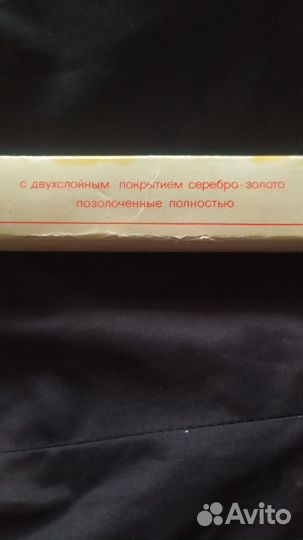 с двухслойным покрытием серебро-золото
позолоченные полностью
Avito